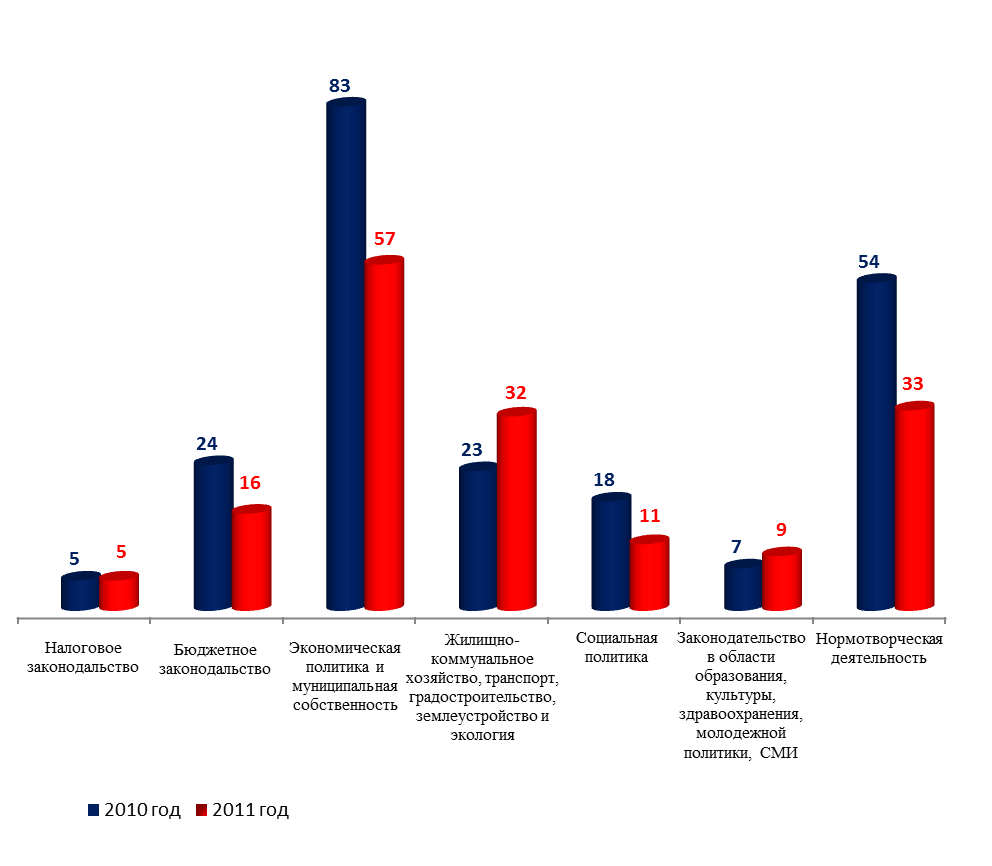 83
57
54
32
33
24
23
16
18
11
5
5
7
9
Налоговое
законодальство
Бюджетное
законодальство
Экономическая
политика и
муниципальная
собственность
Жилищно-
коммунальное
хозяйство, транспорт,
градостроительство,
землеустройство и
экология
Социальная
политика
Законодательство
в области
образования,
культуры,
здравоохранения,
молодежной
политики, СМИ
Нормотворческая
деятельность
2010 год
2011 год